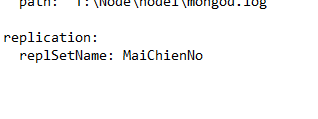 path: T:\Node\node1\mongod.log
replication:
replSetName: MaiChienNo